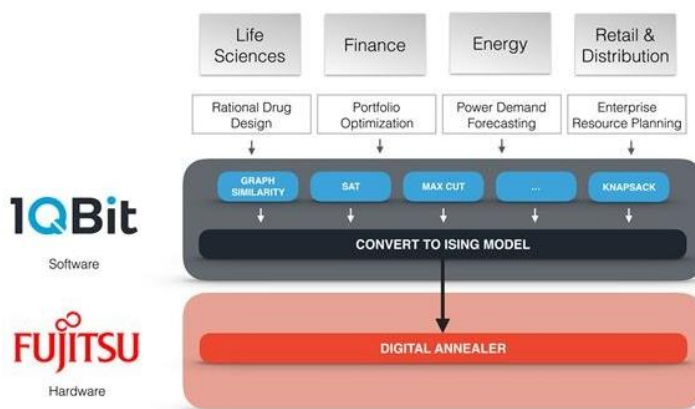 Life
Sciences
Finance
Energy
Retail &
Distribution
Rational Drug
Design
Portfolio
Optimization
Power Demand
Forecasting
Enterprise
Resource Planning
1QBit
Software
GRAPH
SIMILARITY
SAT
MAX CUT
...
KNAPSACK
CONVERT TO ISING MODEL
FUJITSU
Hardware
DIGITAL ANNEALER